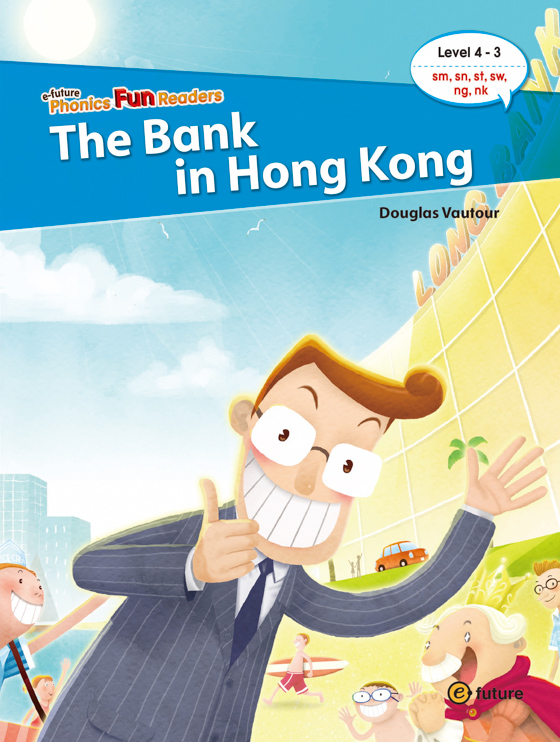 Level 4 - 3
sm, sn, st, sw,
ng, nk
e-future
Phonics Fun Readers
The Bank
in Hong Kong
Douglas Vautour
LONG BANK
e future